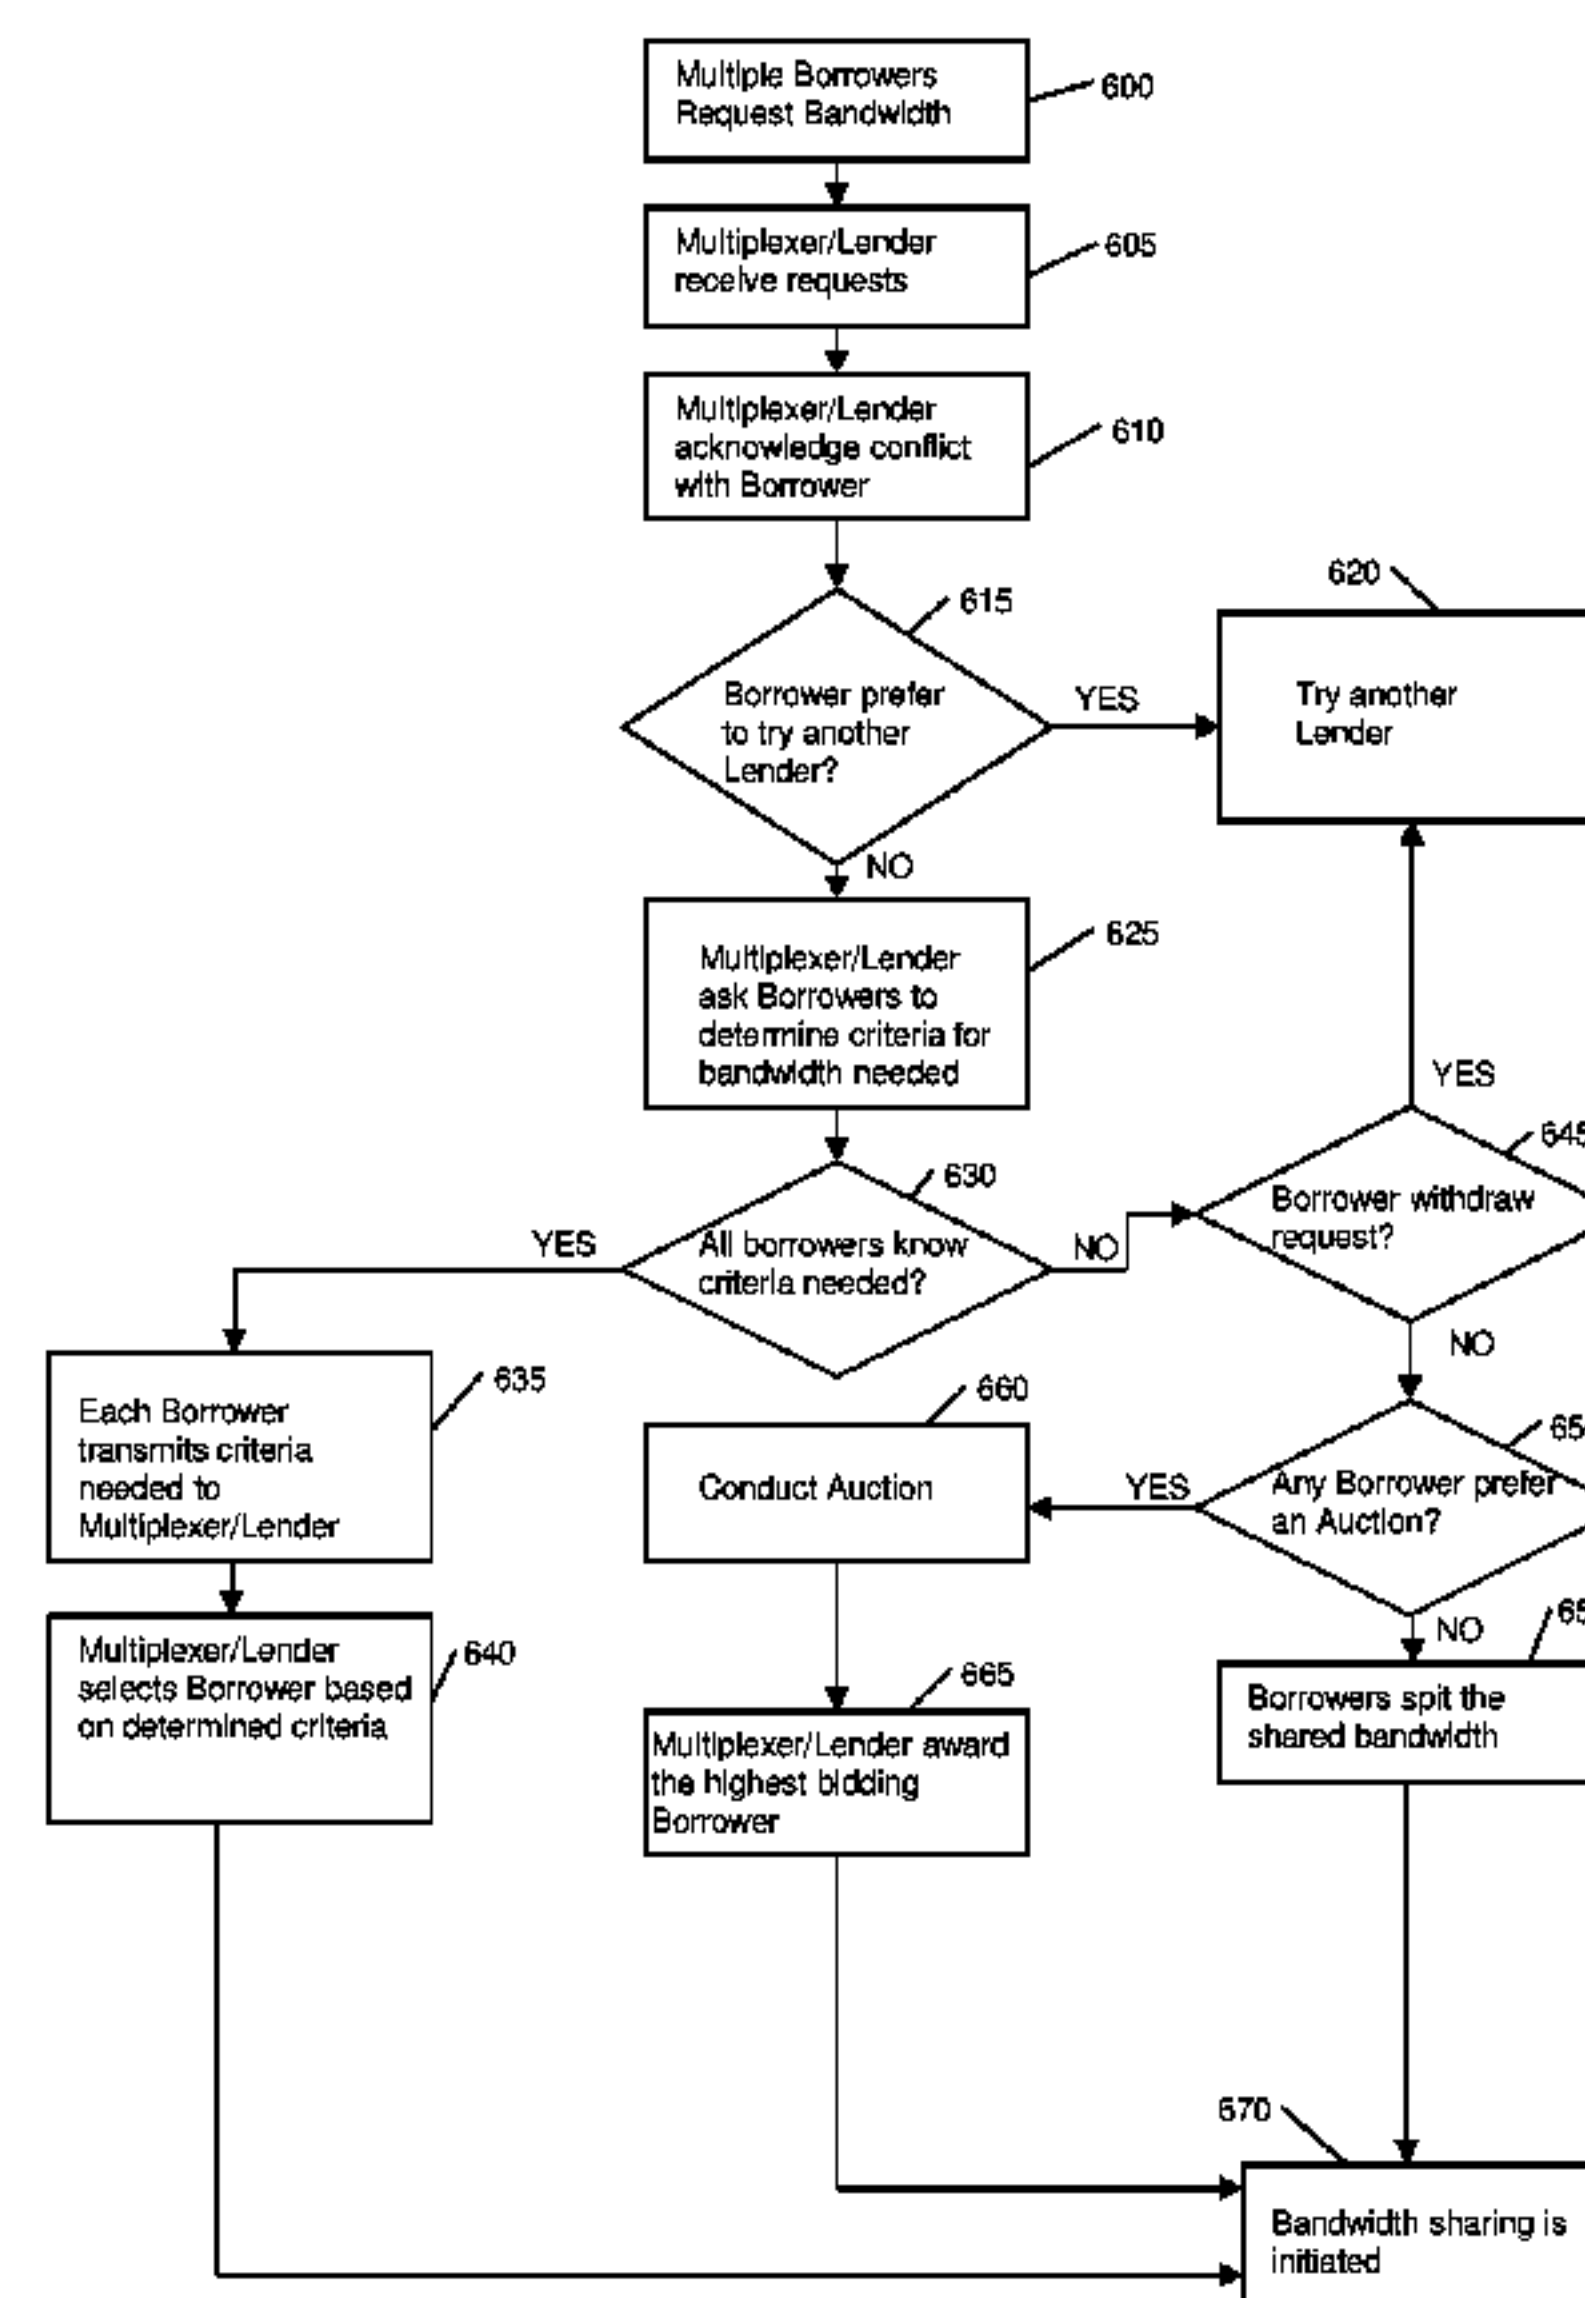 Multiple Borrowers
Request Bandwidth
600
Multiplexer/Lender
receive requests
605
Multiplexer/Lender
acknowledge conflict
with Borrower
610
620
615
Borrower prefer
to try another
Lender?
YES
Try another
Lender
NO
625
Multiplexer/Lender
ask Borrowers to
determine criteria for
bandwidth needed
YES
645
630
Borrower withdraw
request?
YES
All borrowers know
criteria needed?
NO
NO
635
660
Each Borrower
transmits criteria
needed to
Multiplexer/Lender
Conduct Auction
YES
Any Borrower prefer
an Auction?
NO
Multiplexer/Lender
selects Borrower based
on determined criteria
640
665
Multiplexer/Lender award
the highest bidding
Borrower
Borrowers spit the
shared bandwidth
670
Bandwidth sharing is
initiated